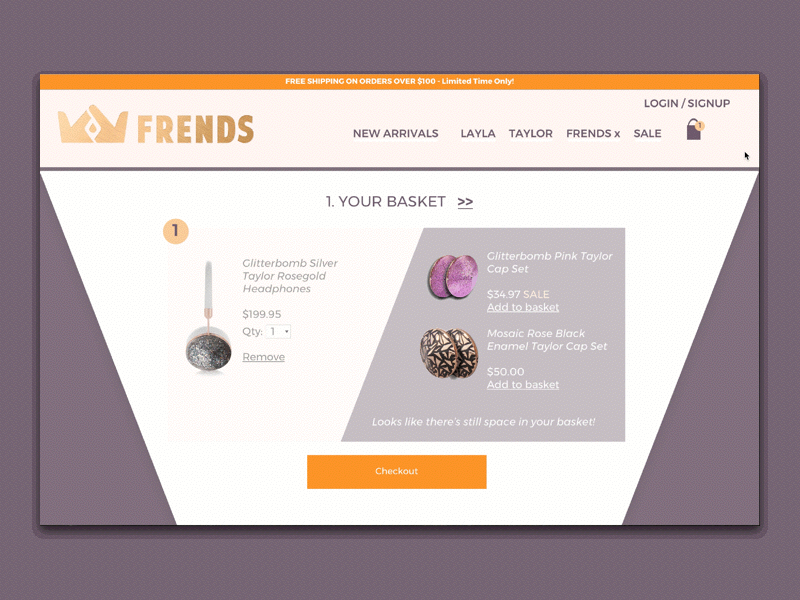 FREE SHIPPING ON ORDERS OVER $100 - Limited Time Only!
LOGIN / SIGNUP
FRENDS
NEW ARRIVALS LAYLA TAYLOR FRENDS x SALE
1
1. YOUR BASKET >>
1
Glitterbomb Silver
Taylor Rosegold
Headphones
$199.95
Qty: 1
Remove
Glitterbomb Pink Taylor
Cap Set
$34.97 SALE
Add to basket
Mosaic Rose Black
Enamel Taylor Cap Set
$50.00
Add to basket
Looks like there's still space in your basket!
Checkout